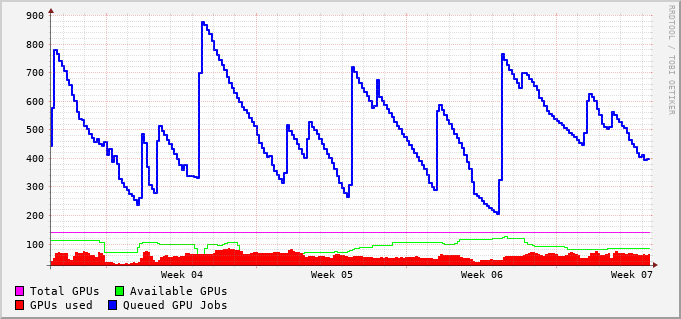 900
800
700
600
500
400
300
200
100
RRDTOOL / TOBI OETIKER
Week 04 Week 05 Week 06 Week 07
Total GPUs Available GPUs
GPUs used Queued GPU Jobs